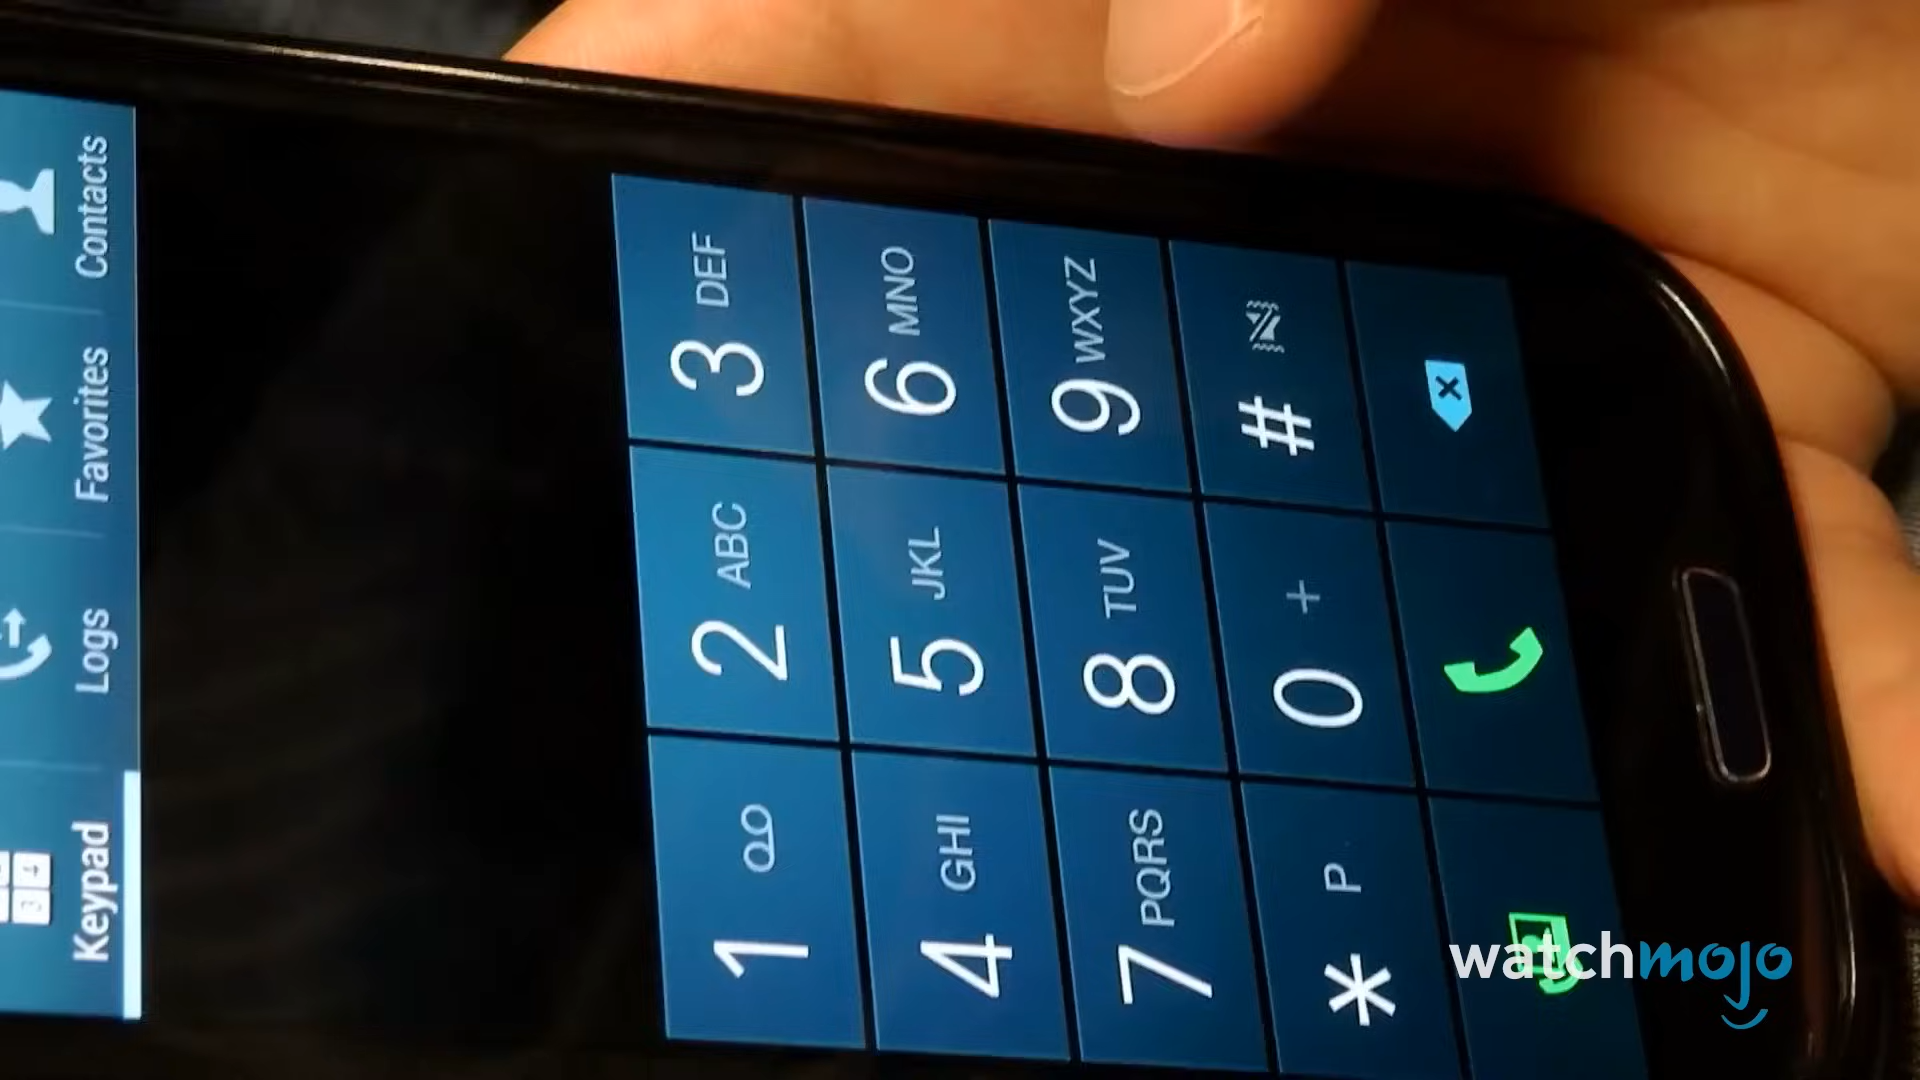 Keypad Logs Favorites Contacts
1 2 ABC 3 DEF
4 GHI 5 JKL 6 MNO
7 PQRS 8 TUV 9 WXYZ
* P 0 + #
watchmojo